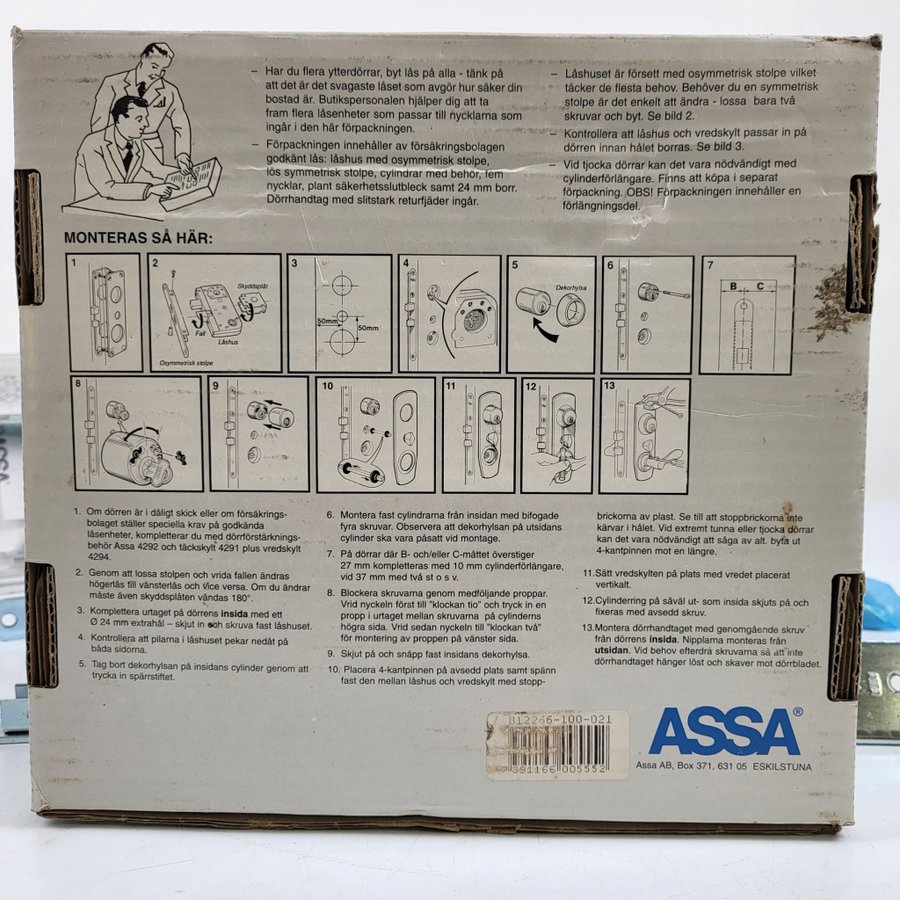 – Har du flera ytterdörrar, byt lås på alla - tänk på
att det är det svagaste låset som avgör hur säker din
bostad är. Butikspersonalen hjälper dig att ta
fram flera låsenheter som passar till nycklarna som
ingår i den här förpackningen.
– Förpackningen innehåller av försäkringsbolagen
godkänt lås: låshus med osymmetrisk stolpe,
lös symmetrisk stolpe, cylindrar med behör, fem
nycklar, plant säkerhetsslutbleck samt 24 mm borr.
Dörrhandtag med slitstark returfjäder ingår.
– Låshuset är försett med osymmetrisk stolpe vilket
täcker de flesta behov. Behöver du en symmetrisk
stolpe är det enkelt att ändra - lossa bara två
skruvar och byt. Se bild 2.
– Kontrollera att låshus och vredskylt passar in på
dörren innan hålet borras. Se bild 3.
– Vid tjocka dörrar kan det vara nödvändigt med
cylinderförlängare. Finns att köpa i separat
förpackning. OBS! Förpackningen innehåller en
förlängningsdel.
MONTERAS SÅ HÄR:
1
2
Skyddsplåt
Fall
Låshus
Osymmetrisk stolpe
3
50mm
50mm
4
5
Dekorhylsa
6
7
B
C
8
9
10
11
12
13
1. Om dörren är i dåligt skick eller om försäkrings-
bolaget ställer speciella krav på godkända
låsenheter, kompletterar du med dörrförstärknings-
behör Assa 4292 och täckskylt 4291 plus vredskylt
4294.
2. Genom att lossa stolpen och vrida fallen ändras
högerlås till vänsterlås och vice versa. Om du ändrar
måste även skyddsplåten vändas 180°.
3. Komplettera urtaget på dörrens insida med ett
Ø 24 mm extrahål – skjut in och skruva fast låshuset.
4. Kontrollera att pilarna i låshuset pekar nedåt på
båda sidorna.
5. Tag bort dekorhylsan på insidans cylinder genom att
trycka in spärrstiftet.
6. Montera fast cylindrarna från insidan med bifogade
fyra skruvar. Observera att dekorhylsan på utsidans
cylinder ska vara påsatt vid montage.
7. På dörrar där B- och/eller C-måttet överstiger
27 mm kompletteras med 10 mm cylinderförlängare,
vid 37 mm med två st o s v.
8. Blockera skruvarna genom medföljande proppar.
Vrid nyckeln först till "klockan tio" och tryck in en
propp i urtaget mellan skruvarna på cylinderns
högra sida. Vrid sedan nyckeln till "klockan två"
för montering av proppen på vänster sida.
9. Skjut på och snäpp fast insidans dekorhylsa.
10. Placera 4-kantpinnen på avsedd plats samt spänn
fast den mellan låshus och vredskylt med stopp-
brickorna av plast. Se till att stoppbrickorna inte
kärvar i hålet. Vid extremt tunna eller tjocka dörrar
kan det vara nödvändigt att såga av alt. byta ut
4-kantpinnen mot en längre.
11. Sätt vredskylten på plats med vredet placerat
vertikalt.
12. Cylinderring på såväl ut- som insida skjuts på och
fixeras med avsedd skruv.
13. Montera dörrhandtaget med genomgående skruv
från dörrens insida. Nipplarna monteras från
utsidan. Vid behov efterdra skruvarna så att inte
dörrhandtaget hänger löst och skaver mot dörrbladet.
812266-100-021
7 391166 005552
ASSA®
Assa AB, Box 371, 631 05 ESKILSTUNA